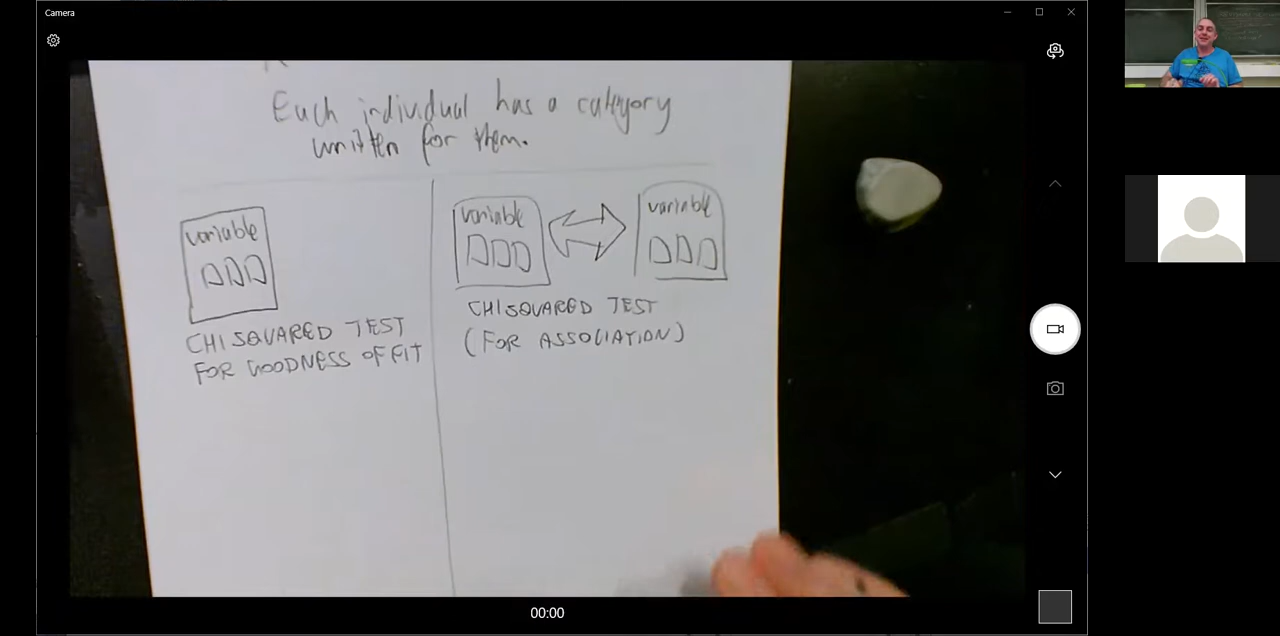 Camera
Each individual has a category
written for them.
variable
CHI SQUARED TEST
FOR GOODNESS OF FIT
variable
variable
CHI SQUARED TEST
(FOR ASSOCIATION)
00:00